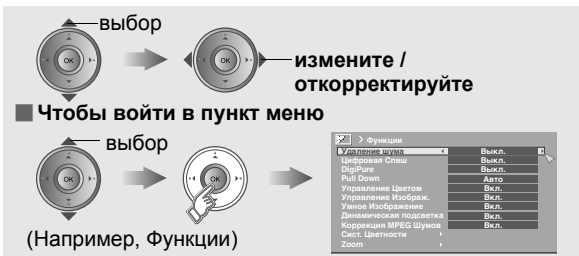 выбор
OK
OK
измените /
откорректируйте
Чтобы войти в пункт меню
выбор
OK
OK
(Например, Функции)
> Функции
Удаление шума Выкл.
Цифровая Спвш Выкл.
DigiPure Выкл.
Pull Down Авто
Управление Цветом Вкл.
Управление Изображ. Вкл.
Умное Изображение Вкл.
Динамическая подсветка Вкл.
Коррекция MPEG Шумов Вкл.
Сист. Цветности
Zoom